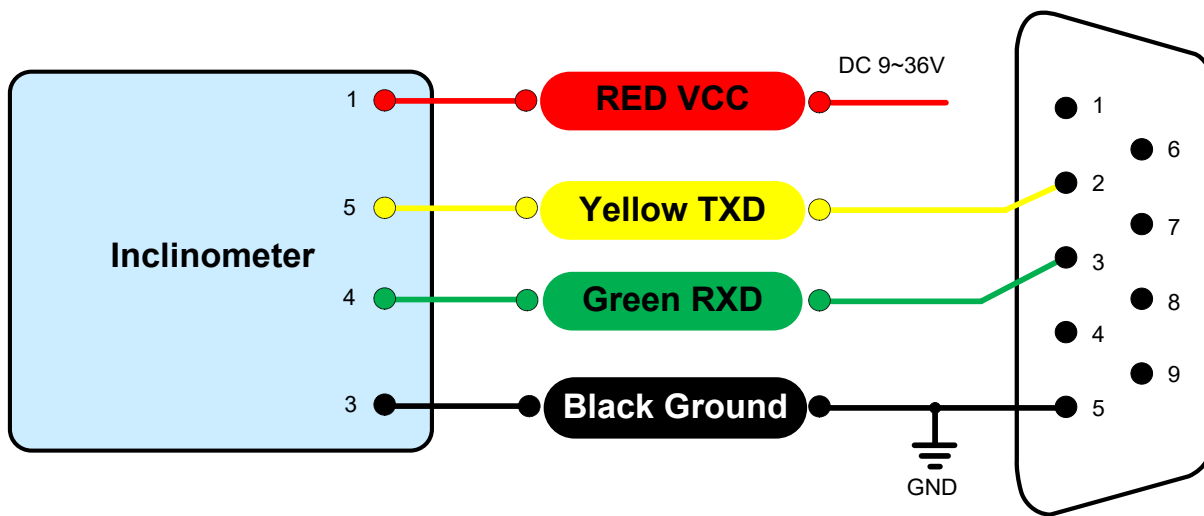 DC 9~36V
1
RED VCC
1
6
5
Yellow TXD
2
7
Inclinometer
3
4
Green RXD
8
4
9
3
Black Ground
5
GND